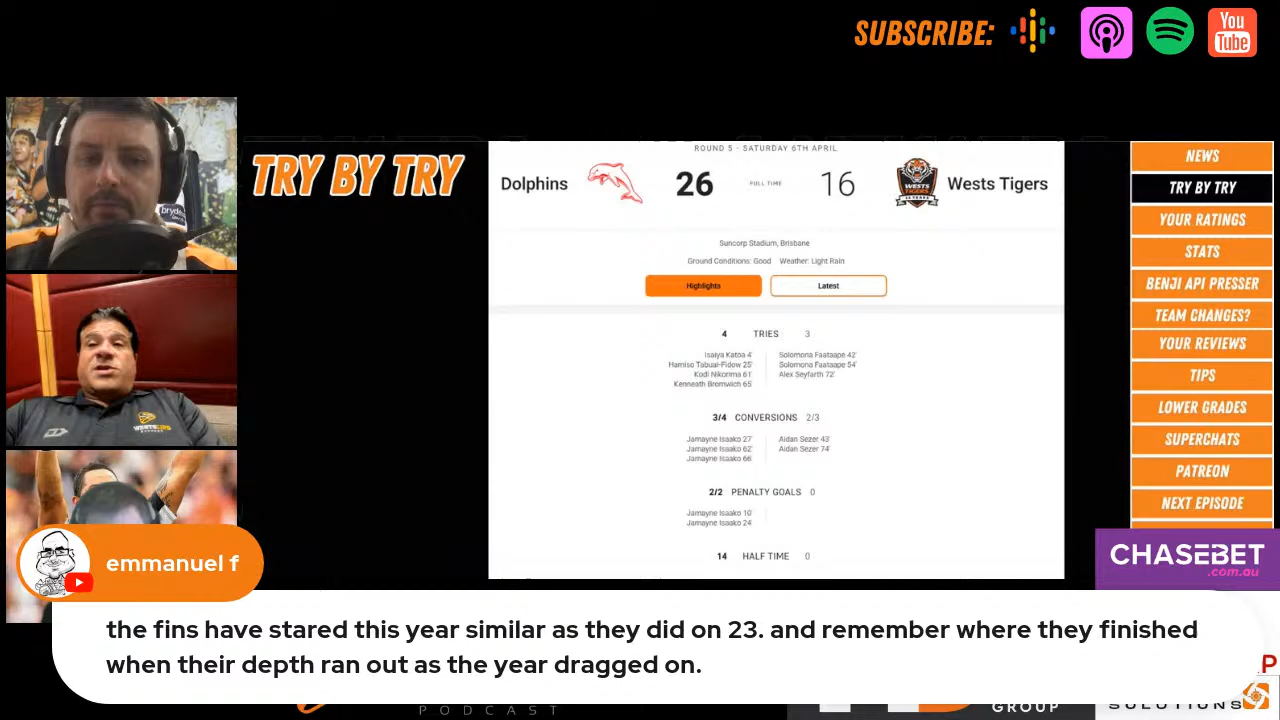 SUBSCRIBE:
You
Tube
TRY BY TRY
ROUND 5 - SATURDAY 6TH APRIL
Dolphins 26 FULL TIME 16 Wests Tigers
WESTS
TIGERS
Suncorp Stadium, Brisbane
Ground Conditions: Good Weather: Light Rain
Highlights Latest
4 TRIES 3
Isaiya Katoa 4' Solomona Faataape 42'
Hamiso Tabuai-Fidow 25' Solomona Faataape 54'
Kodi Nikorima 61' Alex Seyfarth 72'
Kenneath Bromwich 65'
3/4 CONVERSIONS 2/3
Jamayne Isaako 27' Aidan Sezer 43'
Jamayne Isaako 62' Aidan Sezer 74'
Jamayne Isaako 66'
2/2 PENALTY GOALS 0
Jamayne Isaako 10'
Jamayne Isaako 24'
14 HALF TIME 0
NEWS
TRY BY TRY
YOUR RATINGS
STATS
BENJI API PRESSER
TEAM CHANGES?
YOUR REVIEWS
TIPS
LOWER GRADES
SUPERCHATS
PATREON
NEXT EPISODE
CHASEBET
.com.au
emmanuel f
the fins have stared this year similar as they did on 23. and remember where they finished
when their depth ran out as the year dragged on.
PODCAST
GROUP
SOLUTIONS